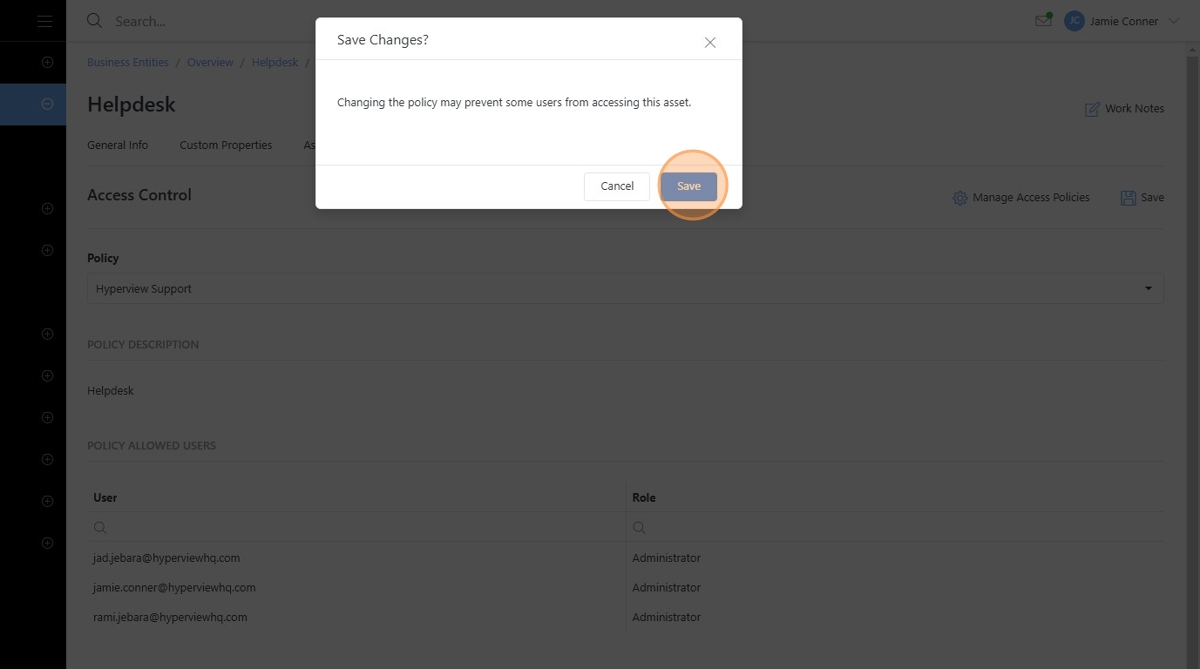 Search...
JC Jamie Conner
Save Changes?
Business Entities / Overview / Helpdesk /
Changing the policy may prevent some users from accessing this asset.
Helpdesk
Work Notes
General Info Custom Properties As
Cancel Save
Access Control
Manage Access Policies Save
Policy
Hyperview Support
POLICY DESCRIPTION
Helpdesk
POLICY ALLOWED USERS
User Role
jad.jebara@hyperviewhq.com Administrator
jamie.conner@hyperviewhq.com Administrator
rami.jebara@hyperviewhq.com Administrator